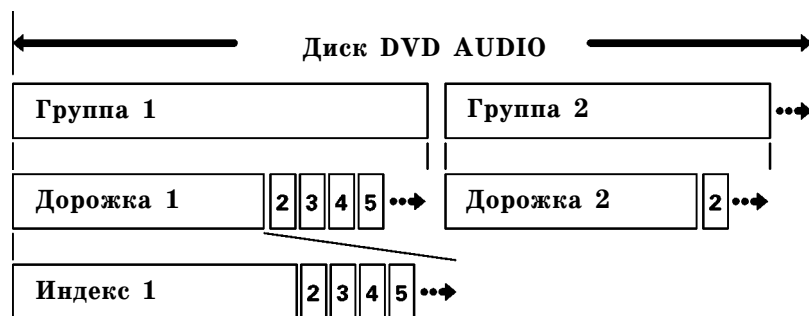 Диск DVD AUDIO
Группа 1 Группа 2
Дорожка 1 2 3 4 5 Дорожка 2 2
Индекс 1 2 3 4 5